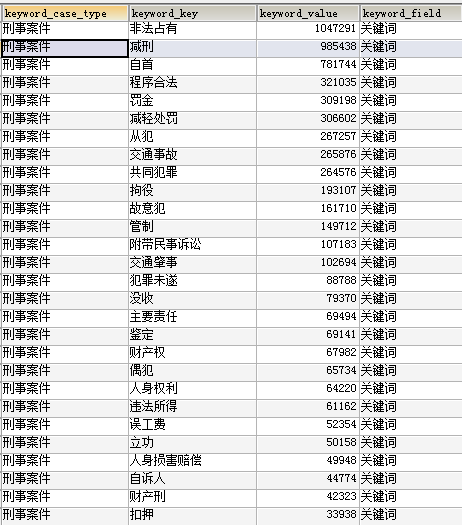 keyword_case_type keyword_key keyword_value keyword_field
刑事案件 非法占有 1047291 关键词
刑事案件 减刑 985438 关键词
刑事案件 自首 781744 关键词
刑事案件 程序合法 321035 关键词
刑事案件 罚金 309198 关键词
刑事案件 减轻处罚 306602 关键词
刑事案件 从犯 267257 关键词
刑事案件 交通事故 265876 关键词
刑事案件 共同犯罪 264576 关键词
刑事案件 拘役 193107 关键词
刑事案件 故意犯 161710 关键词
刑事案件 管制 149712 关键词
刑事案件 附带民事诉讼 107183 关键词
刑事案件 交通肇事 102694 关键词
刑事案件 犯罪未遂 88788 关键词
刑事案件 没收 79370 关键词
刑事案件 主要责任 69494 关键词
刑事案件 鉴定 69141 关键词
刑事案件 财产权 67982 关键词
刑事案件 偶犯 65734 关键词
刑事案件 人身权利 64220 关键词
刑事案件 违法所得 61162 关键词
刑事案件 误工费 52354 关键词
刑事案件 立功 50158 关键词
刑事案件 人身损害赔偿 49948 关键词
刑事案件 自诉人 44774 关键词
刑事案件 财产刑 42323 关键词
刑事案件 扣押 33938 关键词